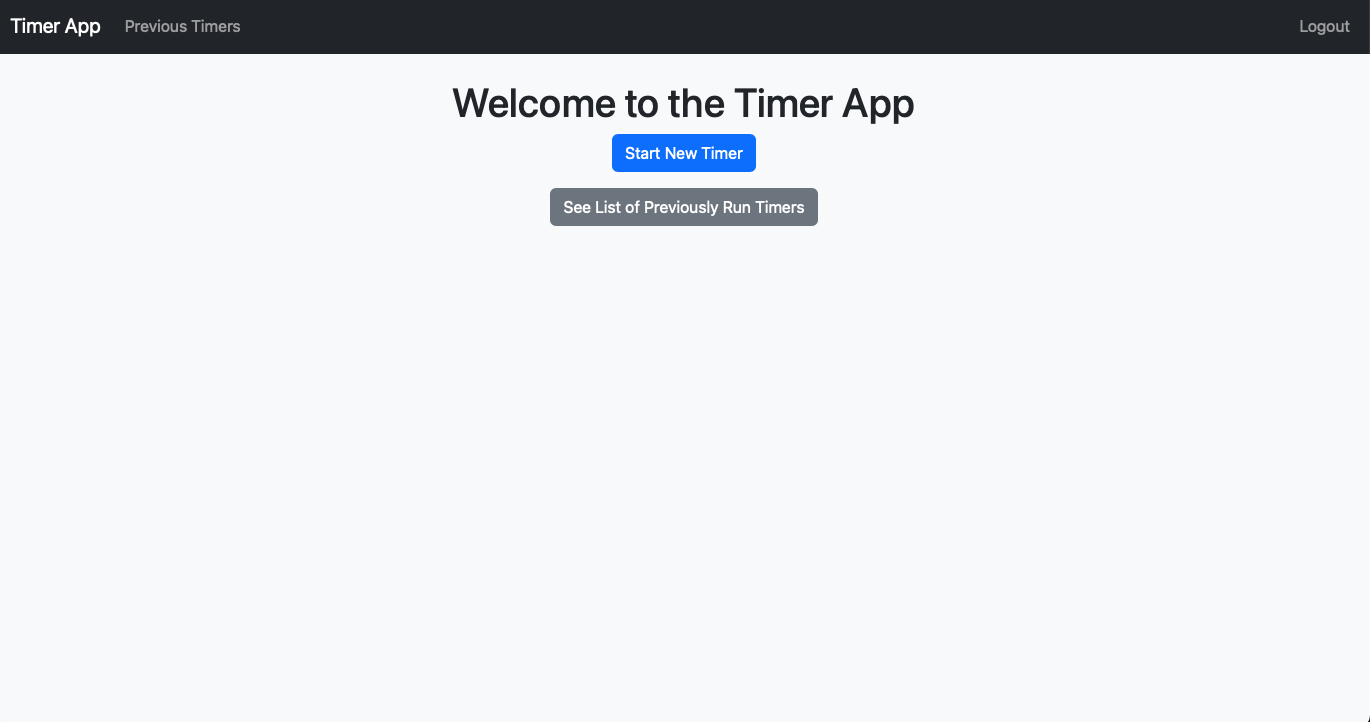 Timer App Previous Timers Logout
Welcome to the Timer App
Start New Timer
See List of Previously Run Timers